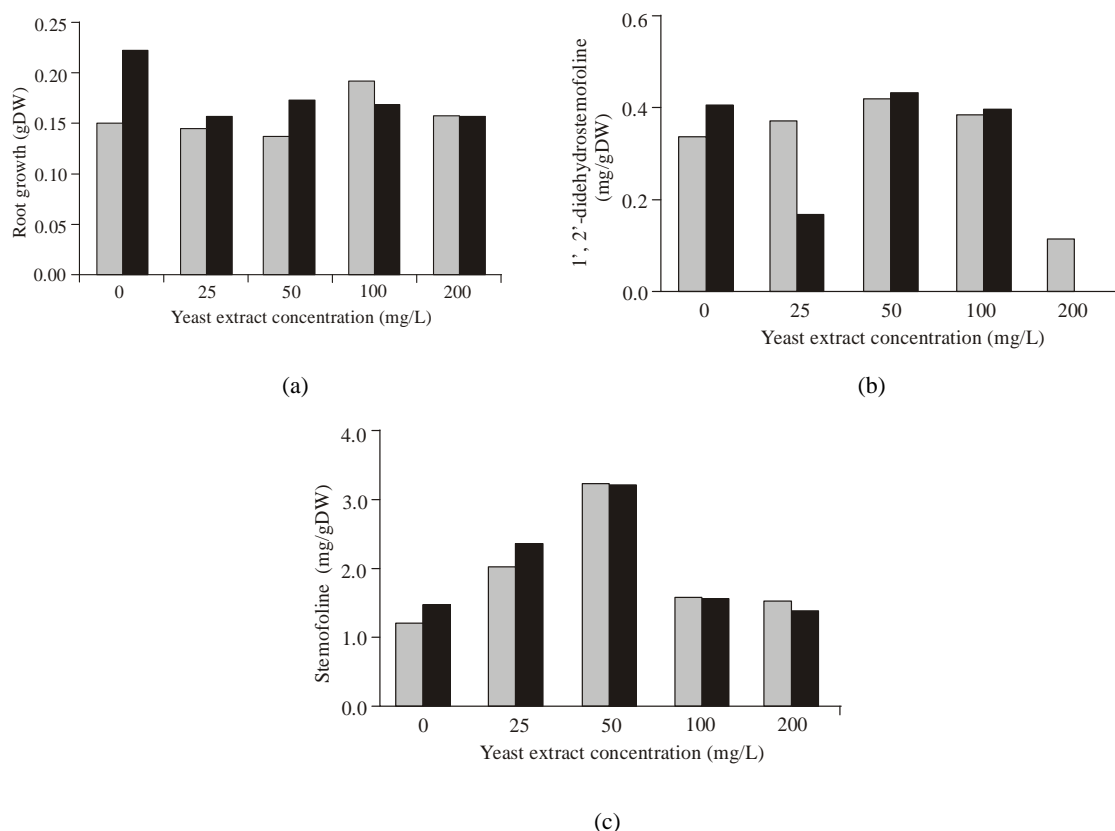 0.25
0.20
0.15
0.10
0.05
0.00
Root growth (gDW)
0 25 50 100 200
Yeast extract concentration (mg/L)
(a)
0.6
0.4
0.2
0.0
1’, 2’-didehydrostemofoline
(mg/gDW)
0 25 50 100 200
Yeast extract concentration (mg/L)
(b)
4.0
3.0
2.0
1.0
0.0
Stemofoline (mg/gDW)
0 25 50 100 200
Yeast extract concentration (mg/L)
(c)